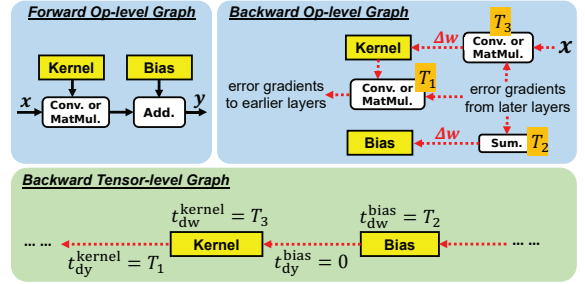 Forward Op-level Graph
Kernel
Bias
x
Conv. or
MatMul.
Add.
y
Backward Op-level Graph
T₃
Kernel
Δw
Conv. or
MatMul.
x
error gradients
to earlier layers
Conv. or
MatMul.
T₁
error gradients
from later layers
Bias
Δw
Sum.
T₂
Backward Tensor-level Graph
t_dw^kernel = T₃
t_dw^bias = T₂
... ...
Kernel
Bias
... ...
t_dy^kernel = T₁
t_dy^bias = 0